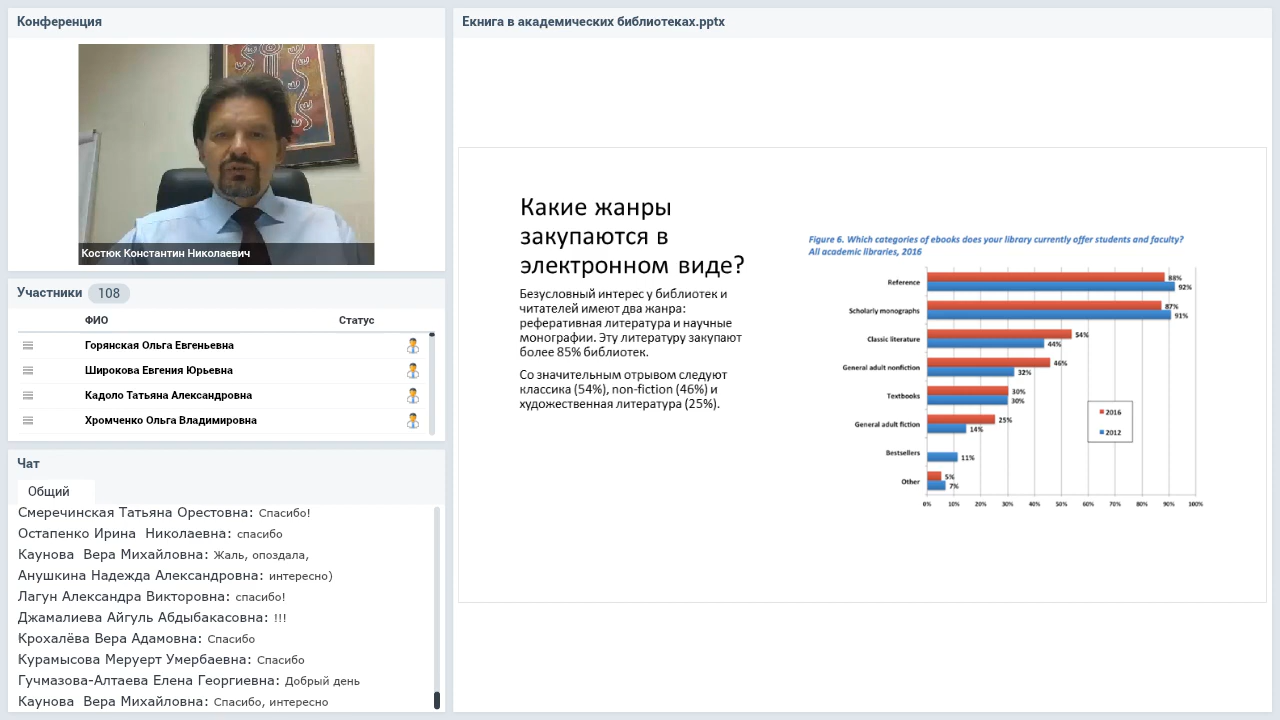 Конференция
Костюк Константин Николаевич
Участники 108
ФИО Статус
Горянская Ольга Евгеньевна
Широкова Евгения Юрьевна
Кадоло Татьяна Александровна
Хромченко Ольга Владимировна
Чат
Общий
Смеречинская Татьяна Орестовна: Спасибо!
Остапенко Ирина Николаевна: спасибо
Каунова Вера Михайловна: Жаль, опоздала,
Анушкина Надежда Александровна: интересно)
Лагун Александра Викторовна: спасибо!
Джамалиева Айгуль Абдыбакасовна: !!!
Крохалёва Вера Адамовна: Спасибо
Курамысова Меруерт Умербаевна: Спасибо
Гучмазова-Алтаева Елена Георгиевна: Добрый день
Каунова Вера Михайловна: Спасибо, интересно
Екнига в академических библиотеках.pptx
Какие жанры
закупаются в
электронном виде?
Безусловный интерес у библиотек и
читателей имеют два жанра:
реферативная литература и научные
монографии. Эту литературу закупают
более 85% библиотек.
Со значительным отрывом следуют
классика (54%), non-fiction (46%) и
художественная литература (25%).
Figure 6. Which categories of ebooks does your library currently offer students and faculty?
All academic libraries, 2016
Reference 88% 92%
Scholarly monographs 87% 91%
Classic literature 54% 44%
General adult nonfiction 46% 32%
Textbooks 30% 30%
General adult fiction 25% 14%
Bestsellers 11%
Other 5% 7%
2016
2012
0% 10% 20% 30% 40% 50% 60% 70% 80% 90% 100%